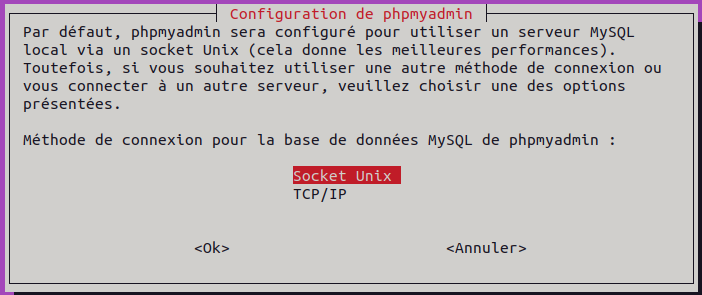 Configuration de phpmyadmin
Par défaut, phpmyadmin sera configuré pour utiliser un serveur MySQL
local via un socket Unix (cela donne les meilleures performances).
Toutefois, si vous souhaitez utiliser une autre méthode de connexion ou
vous connecter à un autre serveur, veuillez choisir une des options
présentées.
Méthode de connexion pour la base de données MySQL de phpmyadmin :
Socket Unix
TCP/IP
<Ok> <Annuler>